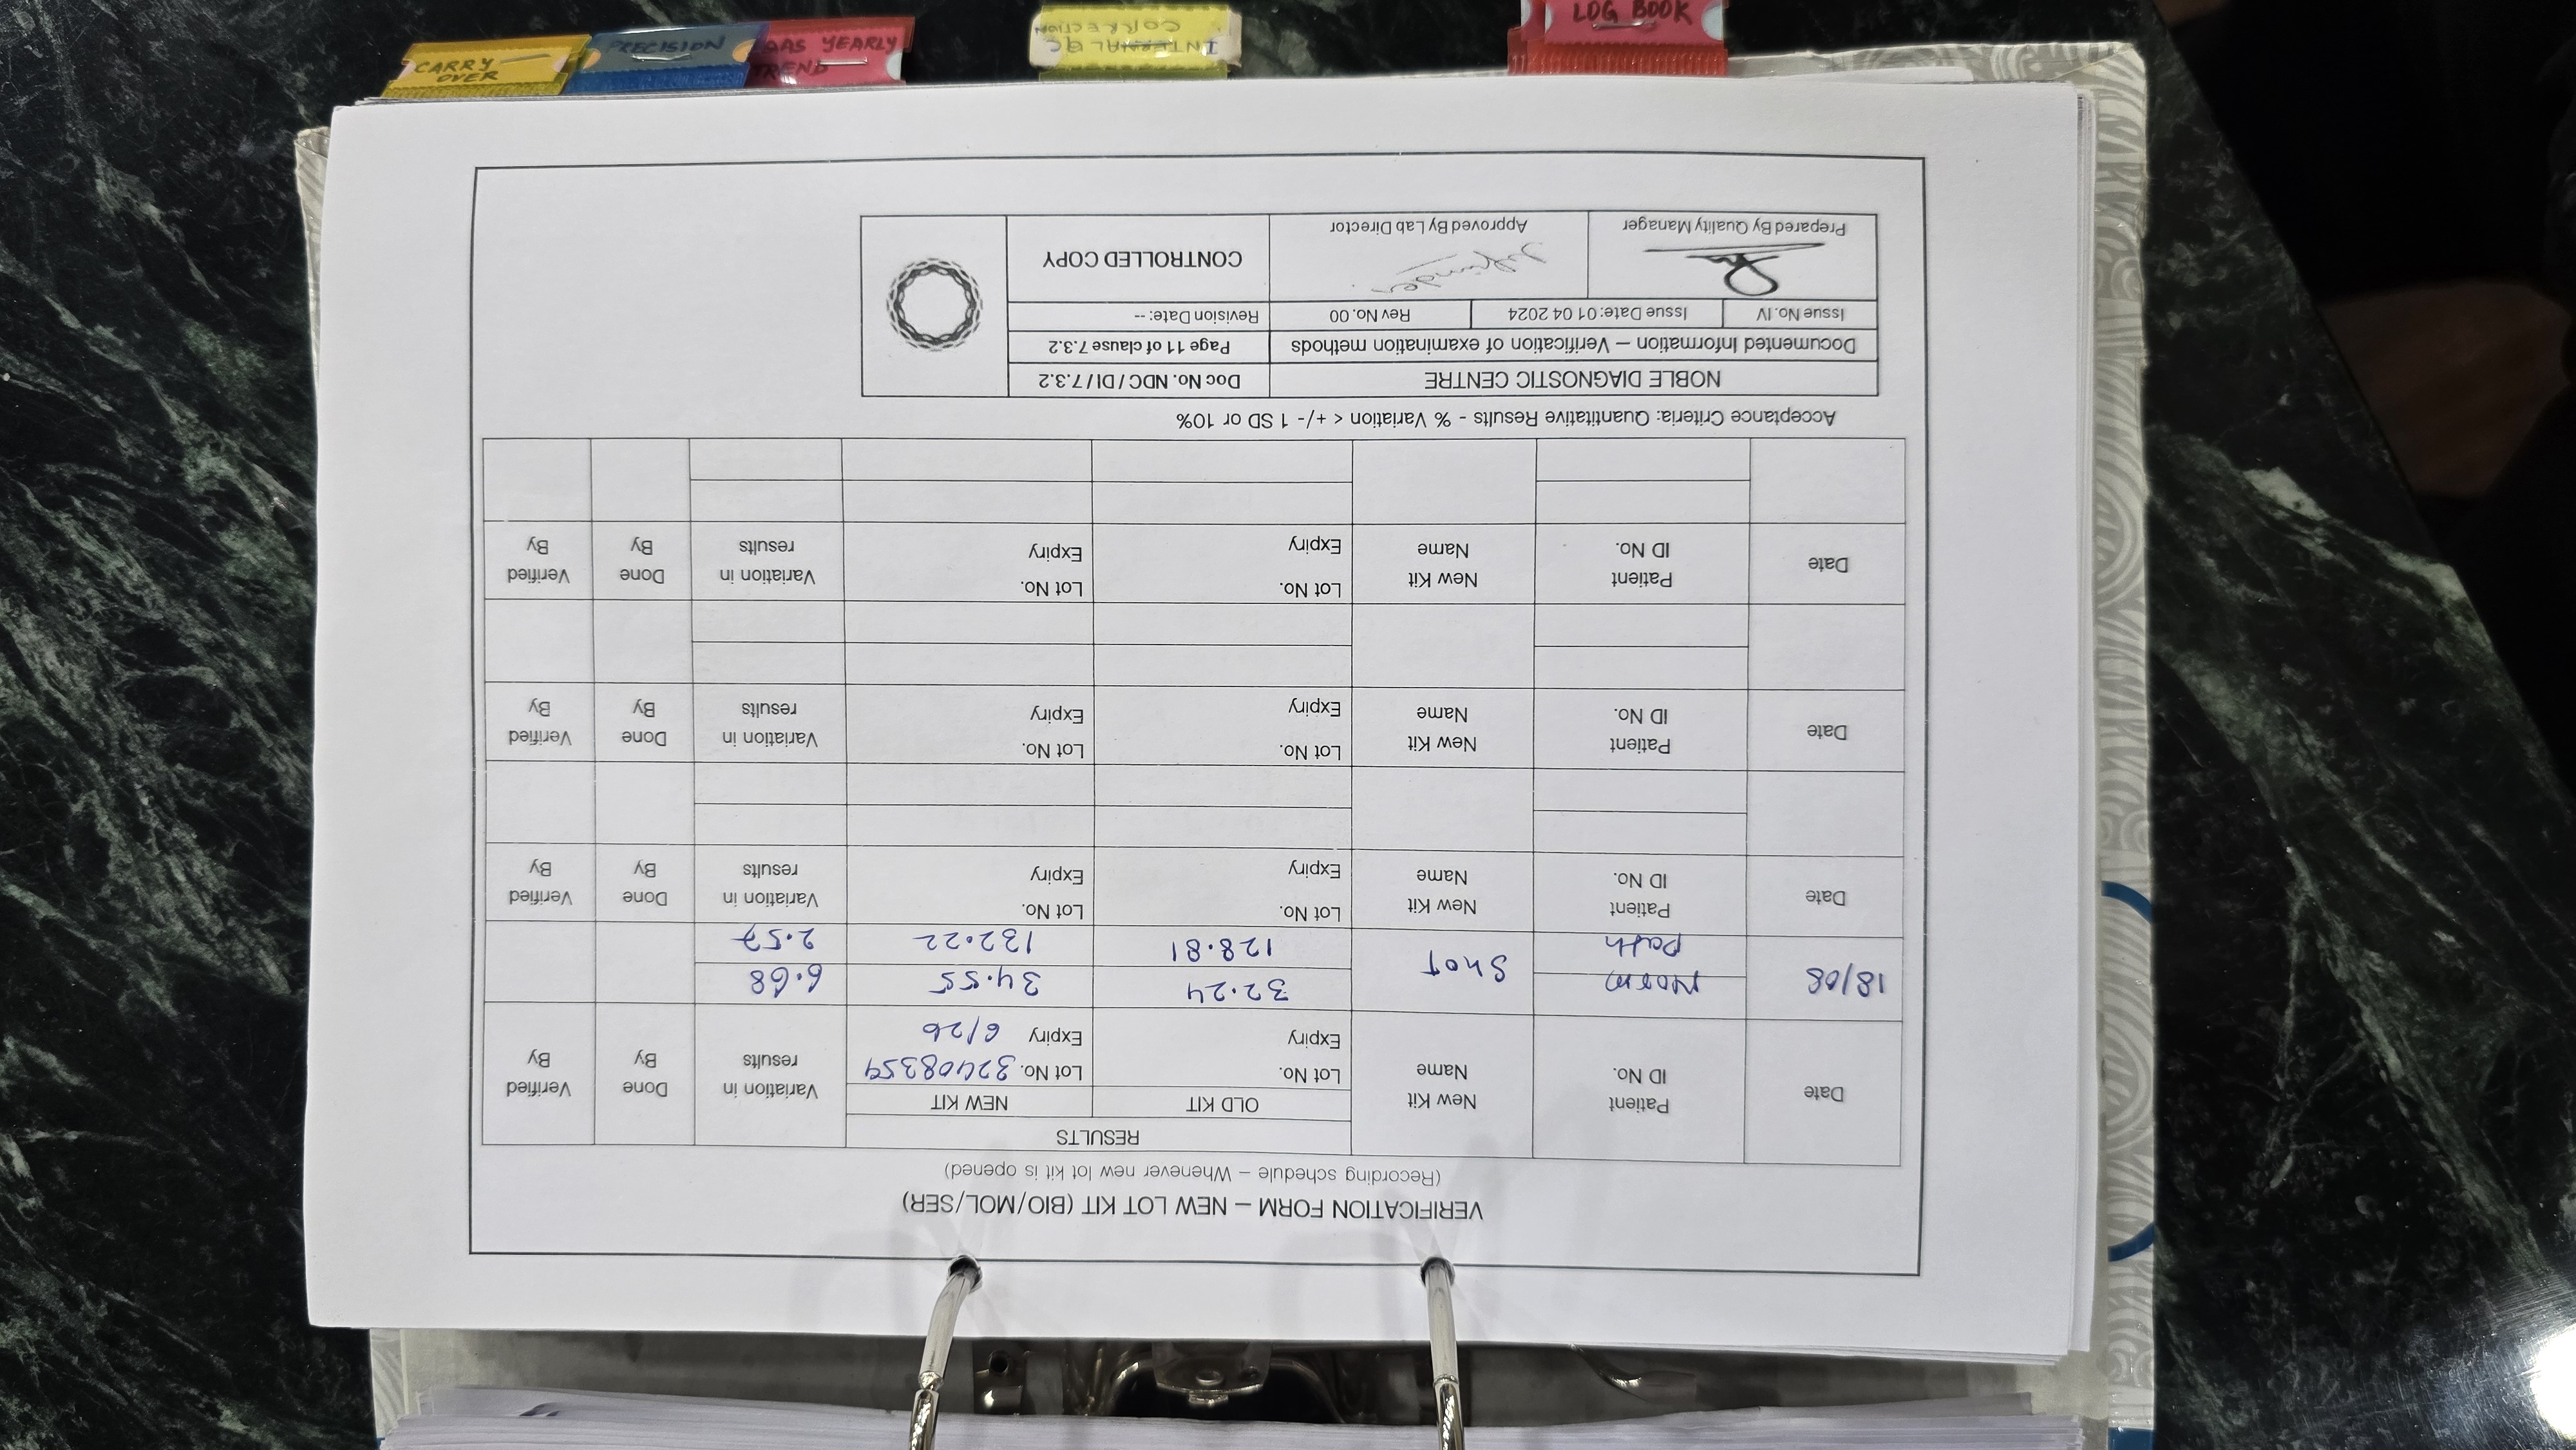 VERIFICATION FORM – NEW LOT KIT (BIO/MOL/SER)
(Recording schedule – Whenever new lot kit is opened)
RESULTS
Date Patient ID No. New Kit Name OLD KIT NEW KIT Variation in results Done By Verified By
Lot No. Lot No. 32408354
Expiry Expiry 6/26
18/08 Norm 32.24 34.55 6.68
Path SnOT 128.81 132.22 2.57
Date Patient ID No. New Kit Name Lot No. Lot No. Variation in results Done By Verified By
Expiry Expiry
Date Patient ID No. New Kit Name Lot No. Lot No. Variation in results Done By Verified By
Expiry Expiry
Date Patient ID No. New Kit Name Lot No. Lot No. Variation in results Done By Verified By
Expiry Expiry
Acceptance Criteria: Quantitative Results - % Variation < +/- 1 SD or 10%
NOBLE DIAGNOSTIC CENTRE Doc No. NDC / DI / 7.3.2
Documented Information – Verification of examination methods Page 11 of clause 7.3.2
Issue No. IV Issue Date: 01 04 2024 Rev No. 00 Revision Date: --
CONTROLLED COPY
Prepared By Quality Manager Approved By Lab Director
LOG BOOK
INTERNAL QC
CORRECTION
YEARLY
PRECISION
CARRY
OVER